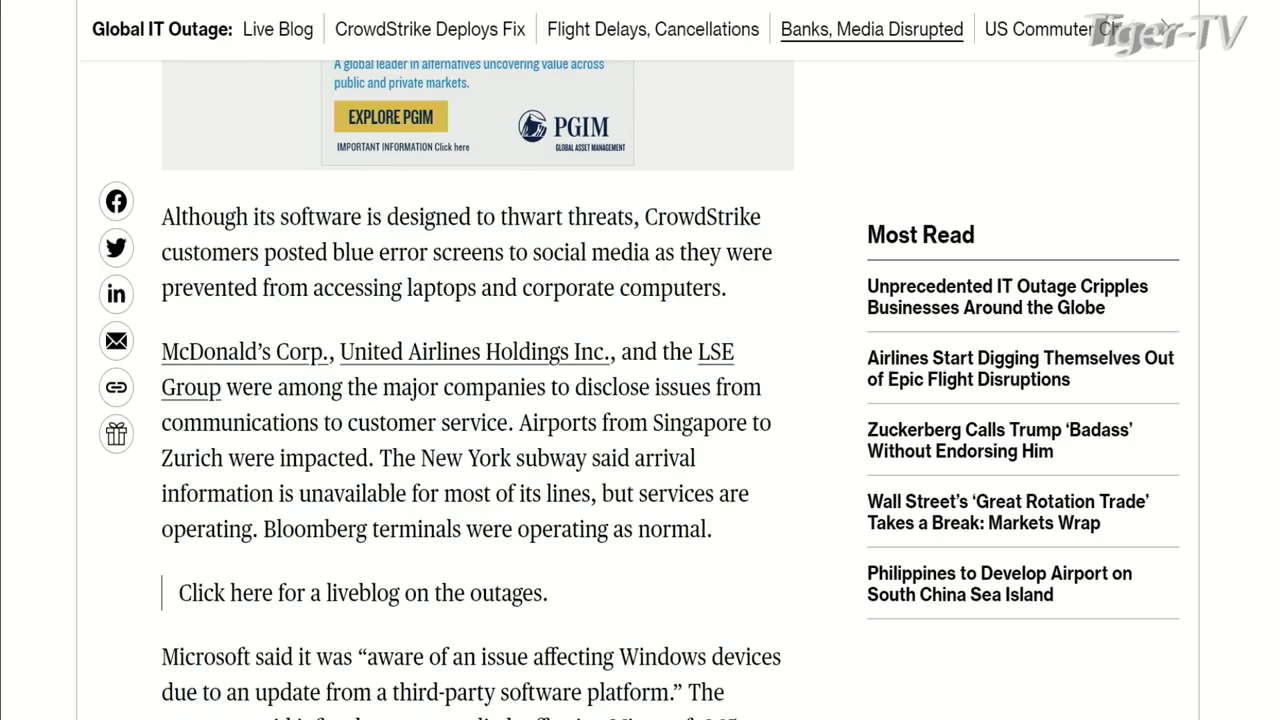 Global IT Outage: Live Blog CrowdStrike Deploys Fix Flight Delays, Cancellations Banks, Media Disrupted US Commuter
Tiger-TV
A global leader in alternatives uncovering value across
public and private markets.
EXPLORE PGIM
PGIM
IMPORTANT INFORMATION Click here
GLOBAL ASSET MANAGEMENT
Although its software is designed to thwart threats, CrowdStrike
customers posted blue error screens to social media as they were
prevented from accessing laptops and corporate computers.
McDonald’s Corp., United Airlines Holdings Inc., and the LSE
Group were among the major companies to disclose issues from
communications to customer service. Airports from Singapore to
Zurich were impacted. The New York subway said arrival
information is unavailable for most of its lines, but services are
operating. Bloomberg terminals were operating as normal.
Click here for a liveblog on the outages.
Microsoft said it was “aware of an issue affecting Windows devices
due to an update from a third-party software platform.” The
Most Read
Unprecedented IT Outage Cripples
Businesses Around the Globe
Airlines Start Digging Themselves Out
of Epic Flight Disruptions
Zuckerberg Calls Trump ‘Badass’
Without Endorsing Him
Wall Street’s ‘Great Rotation Trade’
Takes a Break: Markets Wrap
Philippines to Develop Airport on
South China Sea Island